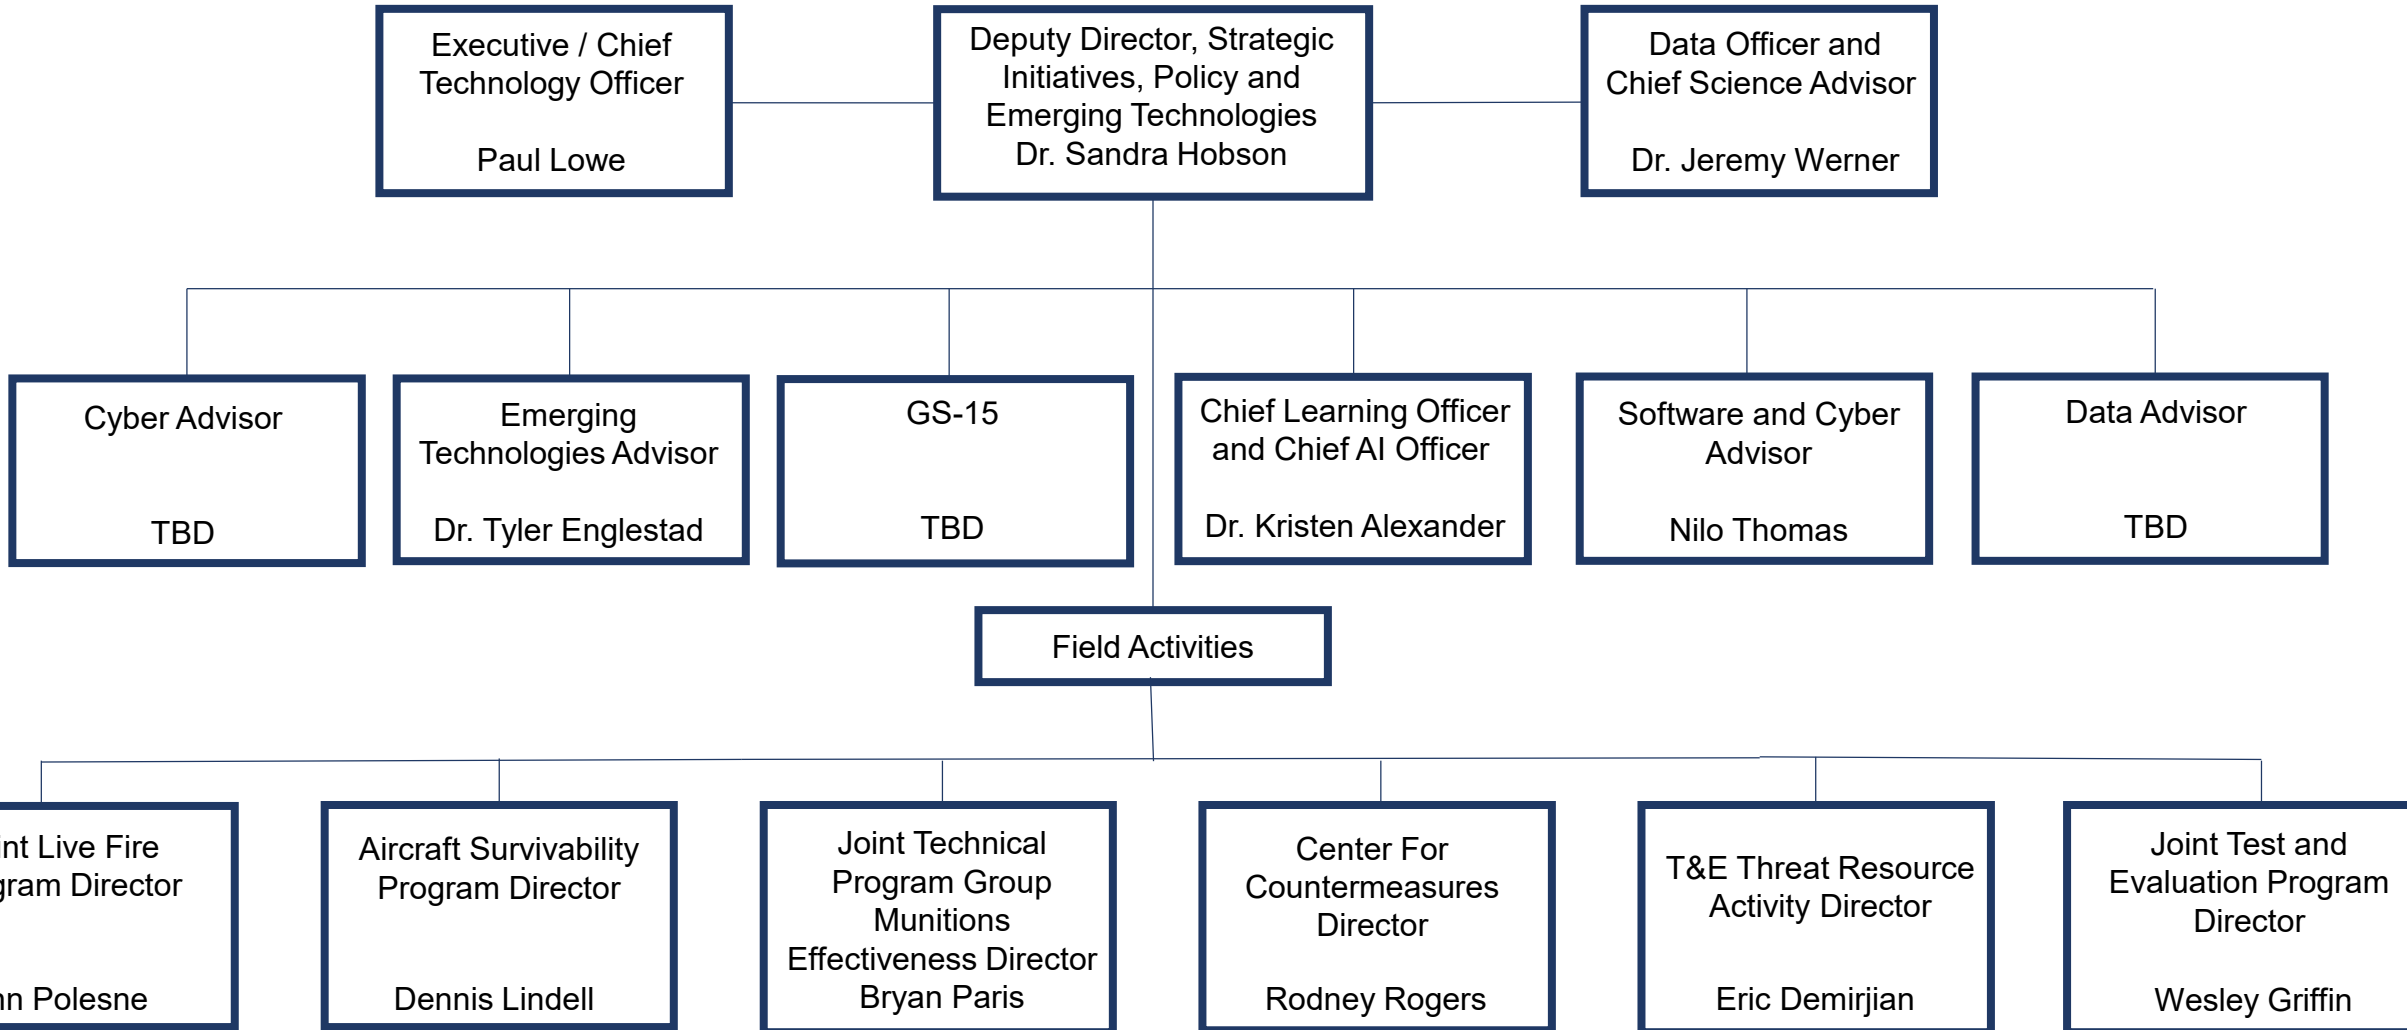 Executive / Chief
Technology Officer
Paul Lowe
Deputy Director, Strategic
Initiatives, Policy and
Emerging Technologies
Dr. Sandra Hobson
Data Officer and
Chief Science Advisor
Dr. Jeremy Werner
Cyber Advisor
TBD
Emerging
Technologies Advisor
Dr. Tyler Englestad
GS-15
TBD
Chief Learning Officer
and Chief AI Officer
Dr. Kristen Alexander
Software and Cyber
Advisor
Nilo Thomas
Data Advisor
TBD
Field Activities
Live Fire
Director
Polesne
Aircraft Survivability
Program Director
Dennis Lindell
Joint Technical
Program Group
Munitions
Effectiveness Director
Bryan Paris
Center For
Countermeasures
Director
Rodney Rogers
T&E Threat Resource
Activity Director
Eric Demirjian
Joint Test and
Evaluation Program
Director
Wesley Griffin